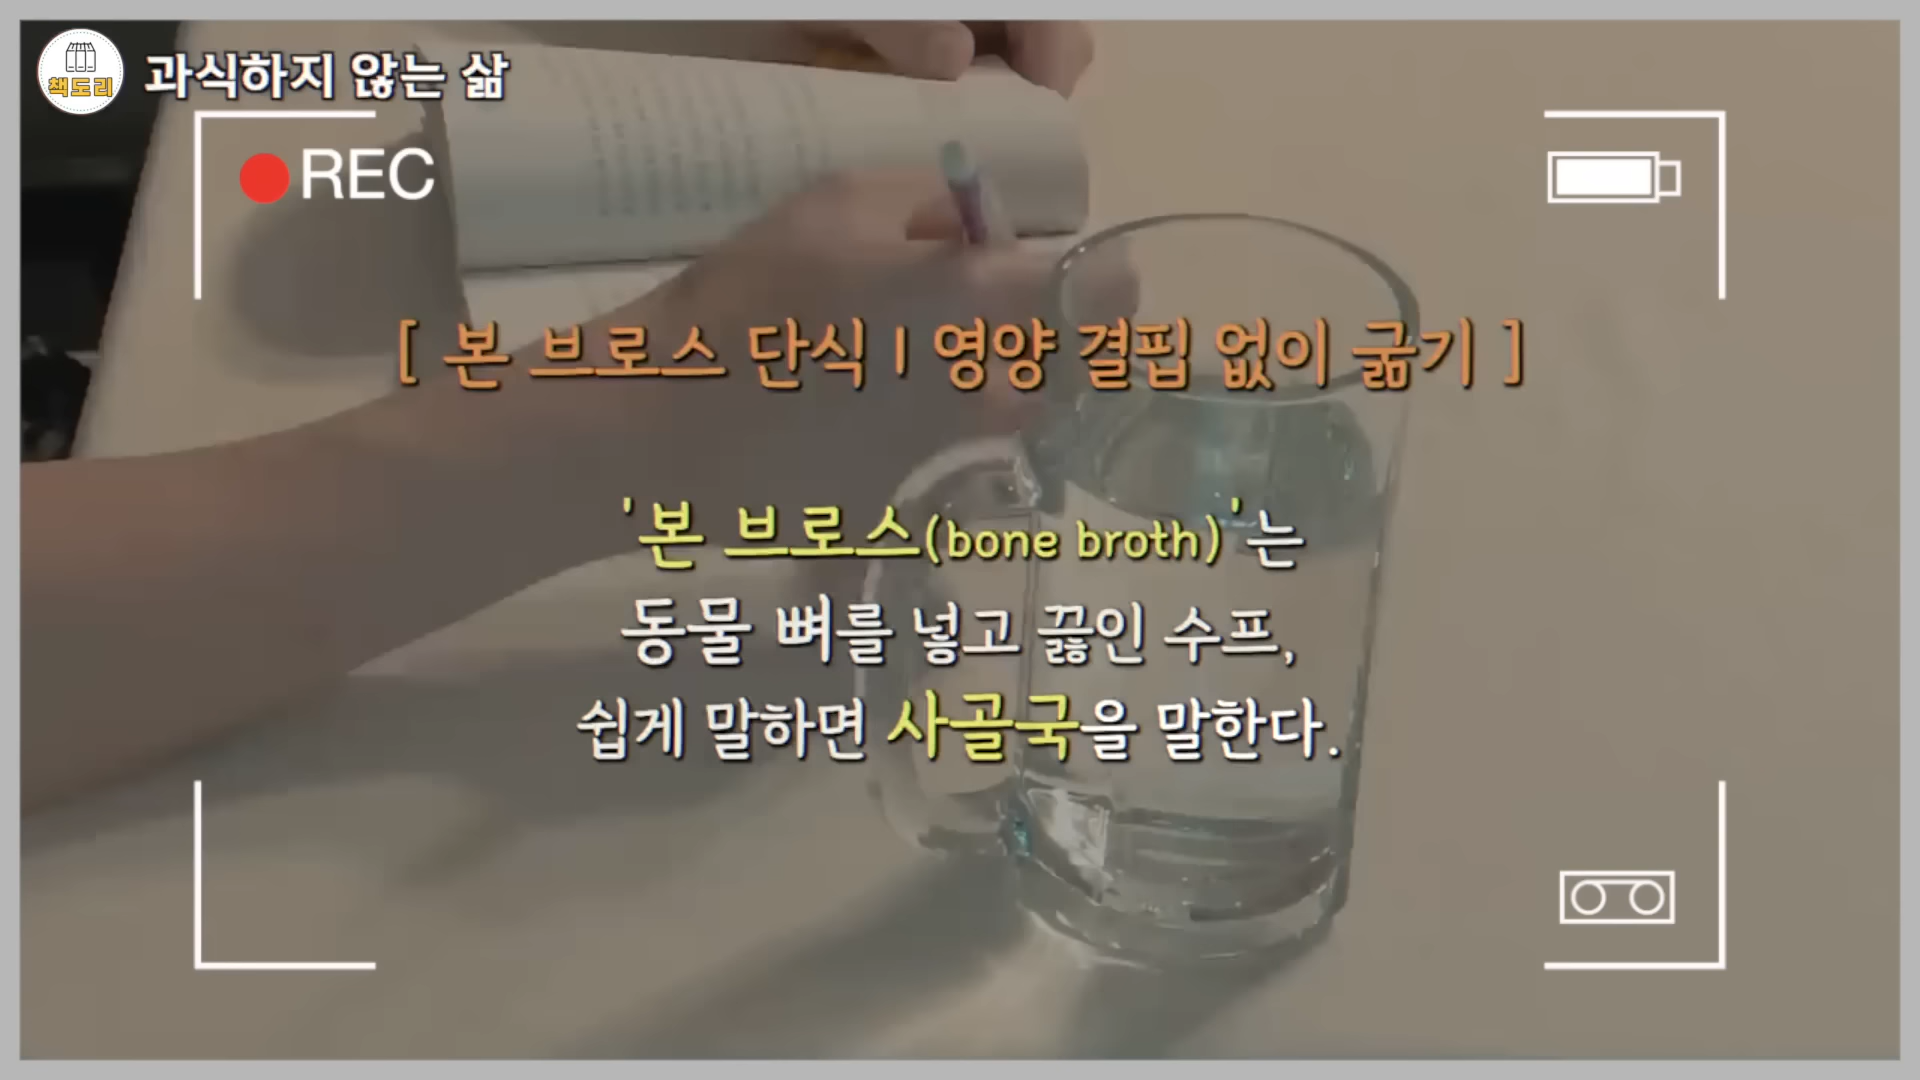 책도리
과식하지 않는 삶
REC
[ 본 브로스 단식 | 영양 결핍 없이 굶기 ]
'본 브로스(bone broth)'는
동물 뼈를 넣고 끓인 수프,
쉽게 말하면 사골국을 말한다.